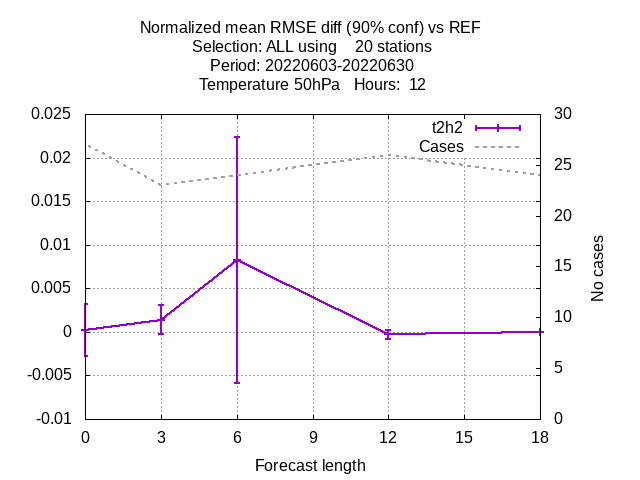 Normalized mean RMSE diff (90% conf) vs REF
Selection: ALL using    20 stations
Period: 20220603-20220630
Temperature 50hPa   Hours:  12
0.025
0.02
0.015
0.01
0.005
0
-0.005
-0.01
t2h2
Cases
30
25
20
15
10
5
0
No cases
0 3 6 9 12 15 18
Forecast length